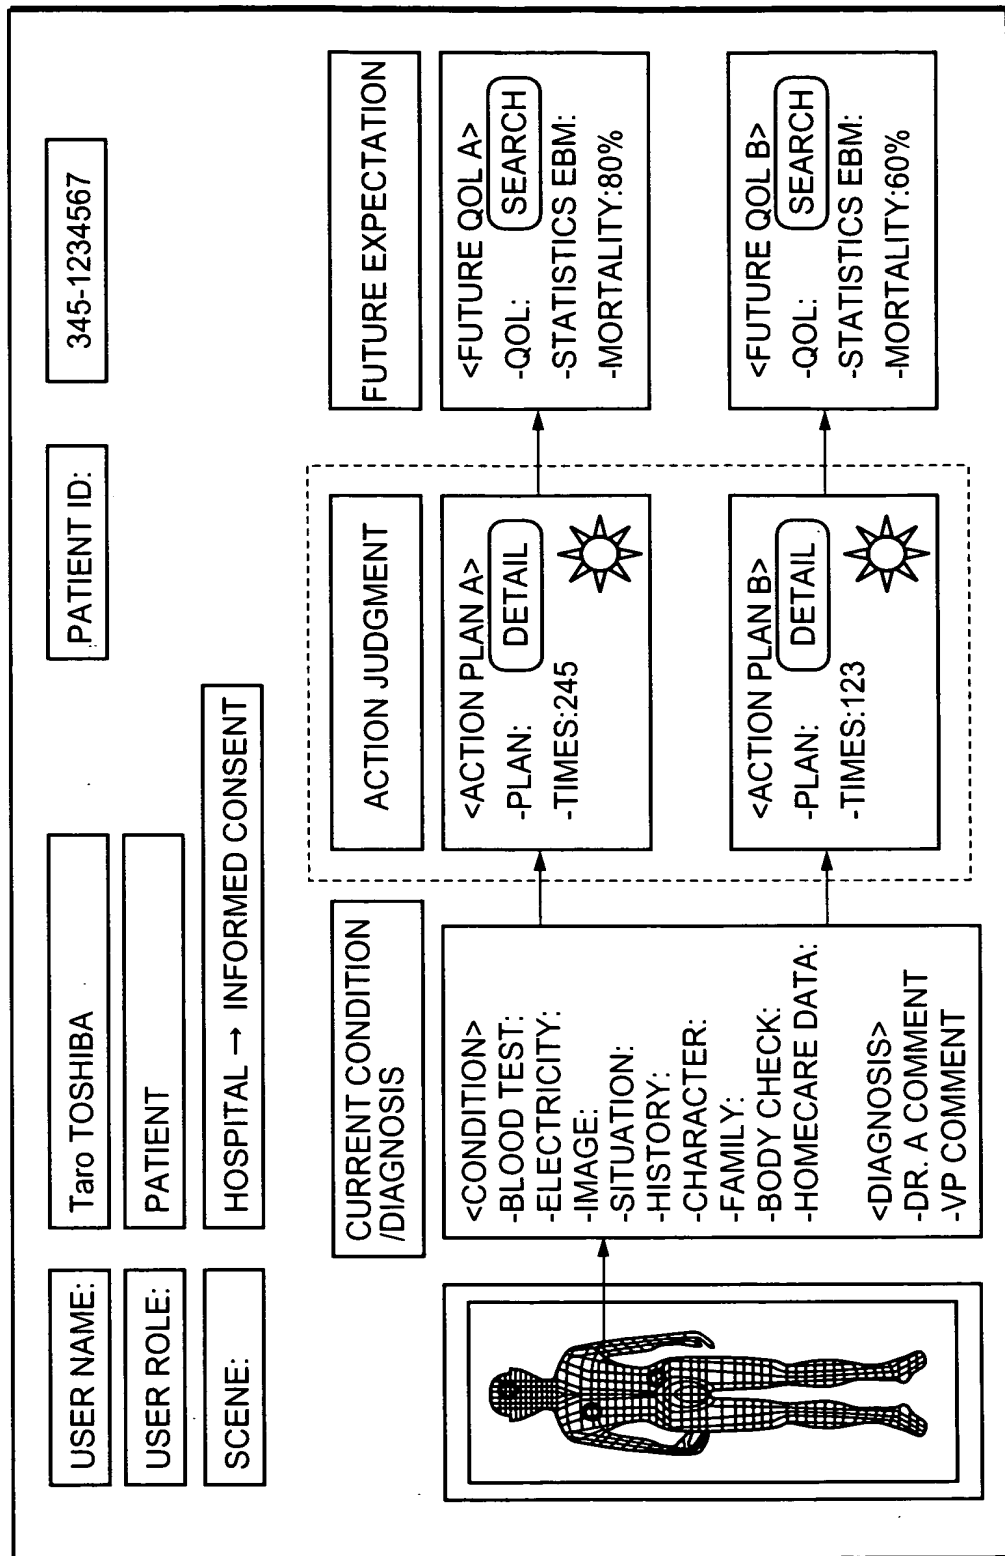 USER NAME:
Taro TOSHIBA
PATIENT ID:
345-1234567
USER ROLE:
PATIENT
SCENE:
HOSPITAL → INFORMED CONSENT
CURRENT CONDITION
/DIAGNOSIS
<CONDITION>
-BLOOD TEST:
-ELECTRICITY:
-IMAGE:
-SITUATION:
-HISTORY:
-CHARACTER:
-FAMILY:
-BODY CHECK:
-HOMECARE DATA:
<DIAGNOSIS>
-DR. A COMMENT
-VP COMMENT
ACTION JUDGMENT
<ACTION PLAN A>
-PLAN: DETAIL
-TIMES:245
<ACTION PLAN B>
-PLAN: DETAIL
-TIMES:123
FUTURE EXPECTATION
<FUTURE QOL A>
-QOL: SEARCH
-STATISTICS EBM:
-MORTALITY:80%
<FUTURE QOL B>
-QOL: SEARCH
-STATISTICS EBM:
-MORTALITY:60%